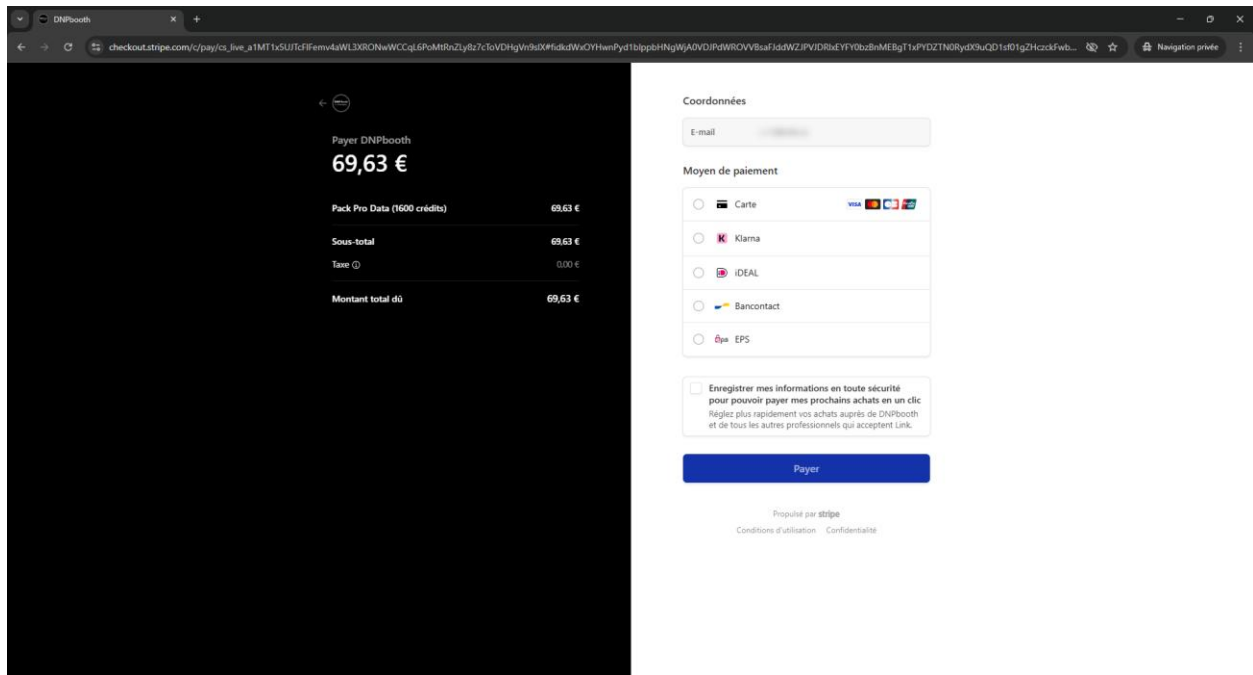 DNPbooth
checkout.stripe.com/c/pay/
Navigation privée
Payer DNPbooth
69,63 €
Pack Pro Data (1600 crédits) 69,63 €
Sous-total 69,63 €
Taxe 0,00 €
Montant total dû 69,63 €
Coordonnées
E-mail
Moyen de paiement
Carte VISA
Klarna
iDEAL
Bancontact
eps EPS
Enregistrer mes informations en toute sécurité
pour pouvoir payer mes prochains achats en un clic
Réglez plus rapidement vos achats auprès de DNPbooth
et de tous les autres professionnels qui acceptent Link.
Payer
Propulsé par stripe
Conditions d'utilisation Confidentialité